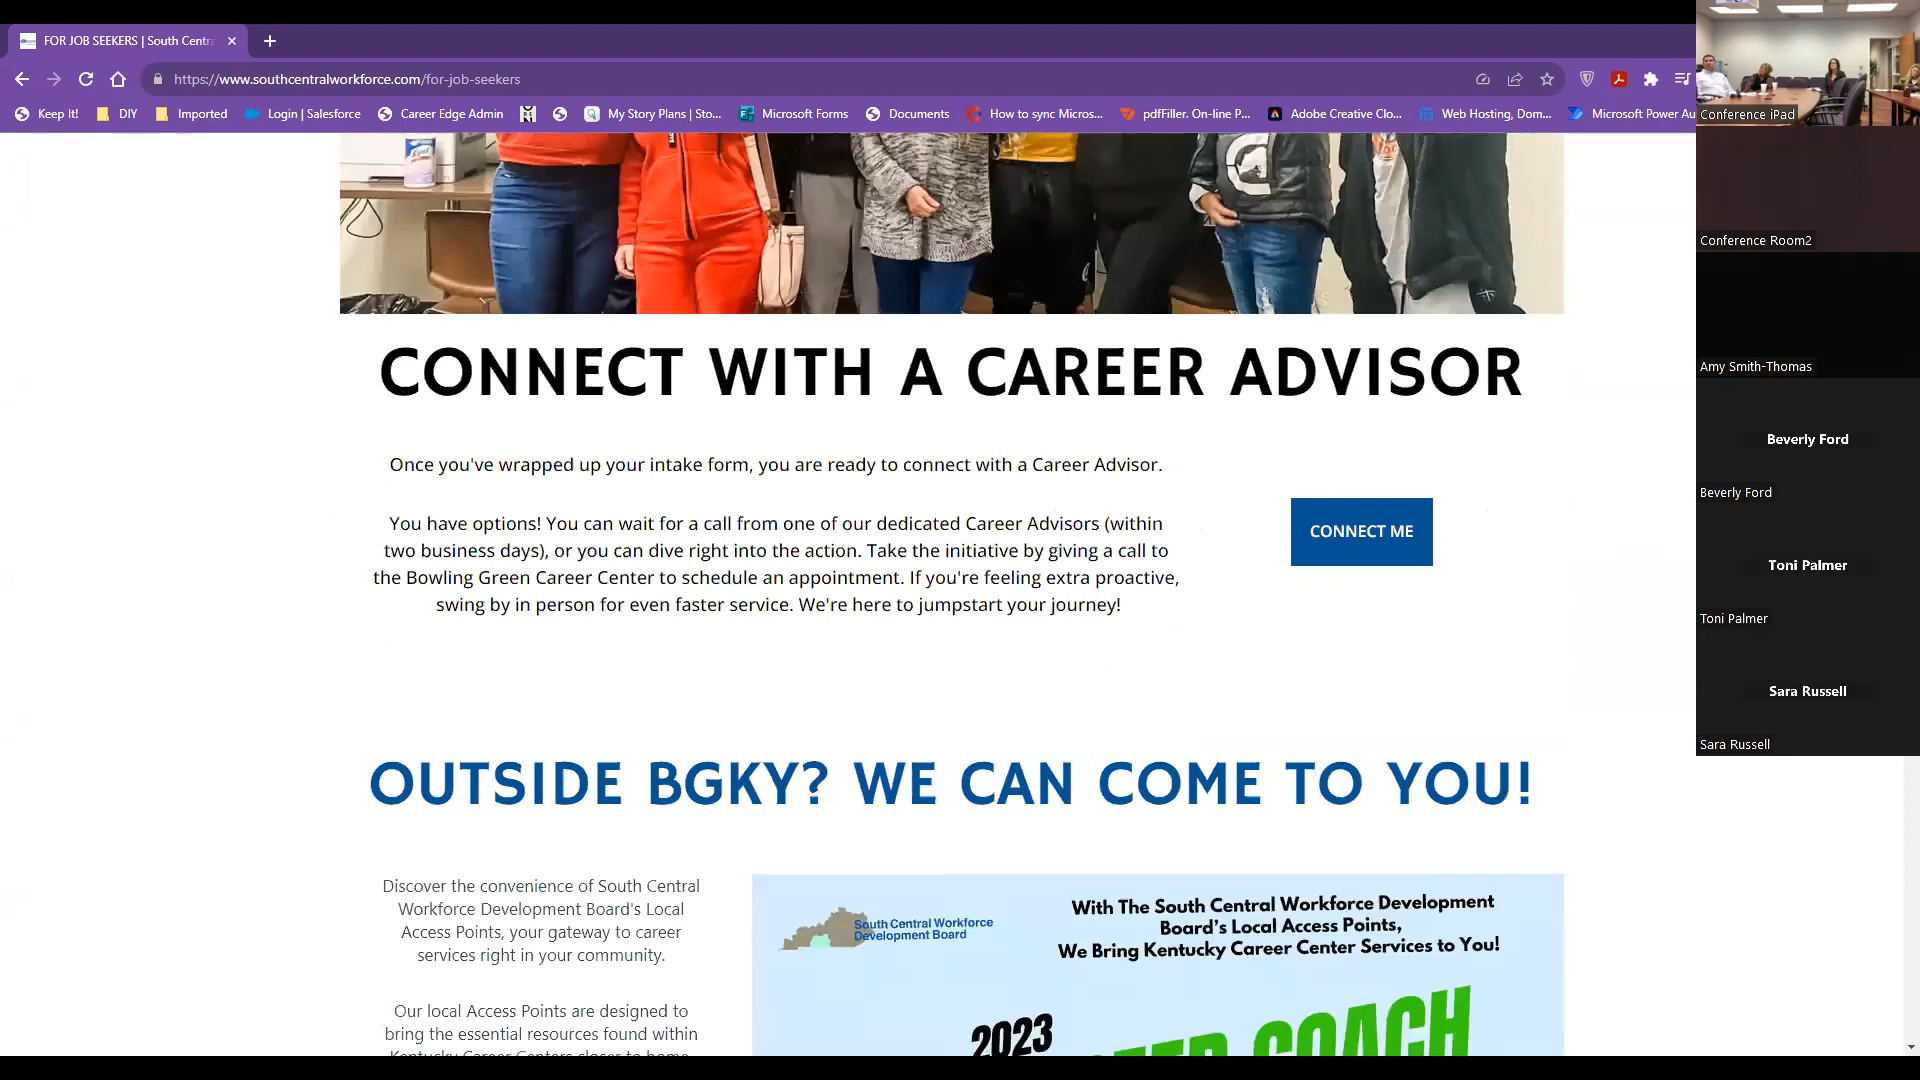 FOR JOB SEEKERS | South Centr
https://www.southcentralworkforce.com/for-job-seekers
Keep It!
DIY
Imported
Login | Salesforce
Career Edge Admin
My Story Plans | Sto...
Microsoft Forms
Documents
How to sync Micros...
pdfFiller. On-line P...
Adobe Creative Clo...
Web Hosting, Dom...
Microsoft Power Au
Conference iPad
Conference Room2
Amy Smith-Thomas
Beverly Ford
Beverly Ford
Toni Palmer
Toni Palmer
Sara Russell
Sara Russell
CONNECT WITH A CAREER ADVISOR
Once you've wrapped up your intake form, you are ready to connect with a Career Advisor.
You have options! You can wait for a call from one of our dedicated Career Advisors (within
two business days), or you can dive right into the action. Take the initiative by giving a call to
the Bowling Green Career Center to schedule an appointment. If you're feeling extra proactive,
swing by in person for even faster service. We're here to jumpstart your journey!
CONNECT ME
OUTSIDE BGKY? WE CAN COME TO YOU!
Discover the convenience of South Central
Workforce Development Board's Local
Access Points, your gateway to career
services right in your community.
Our local Access Points are designed to
bring the essential resources found within
Kentucky Career Centers closer to home
South Central Workforce
Development Board
With The South Central Workforce Development
Board's Local Access Points,
We Bring Kentucky Career Center Services to You!
2023
COACH